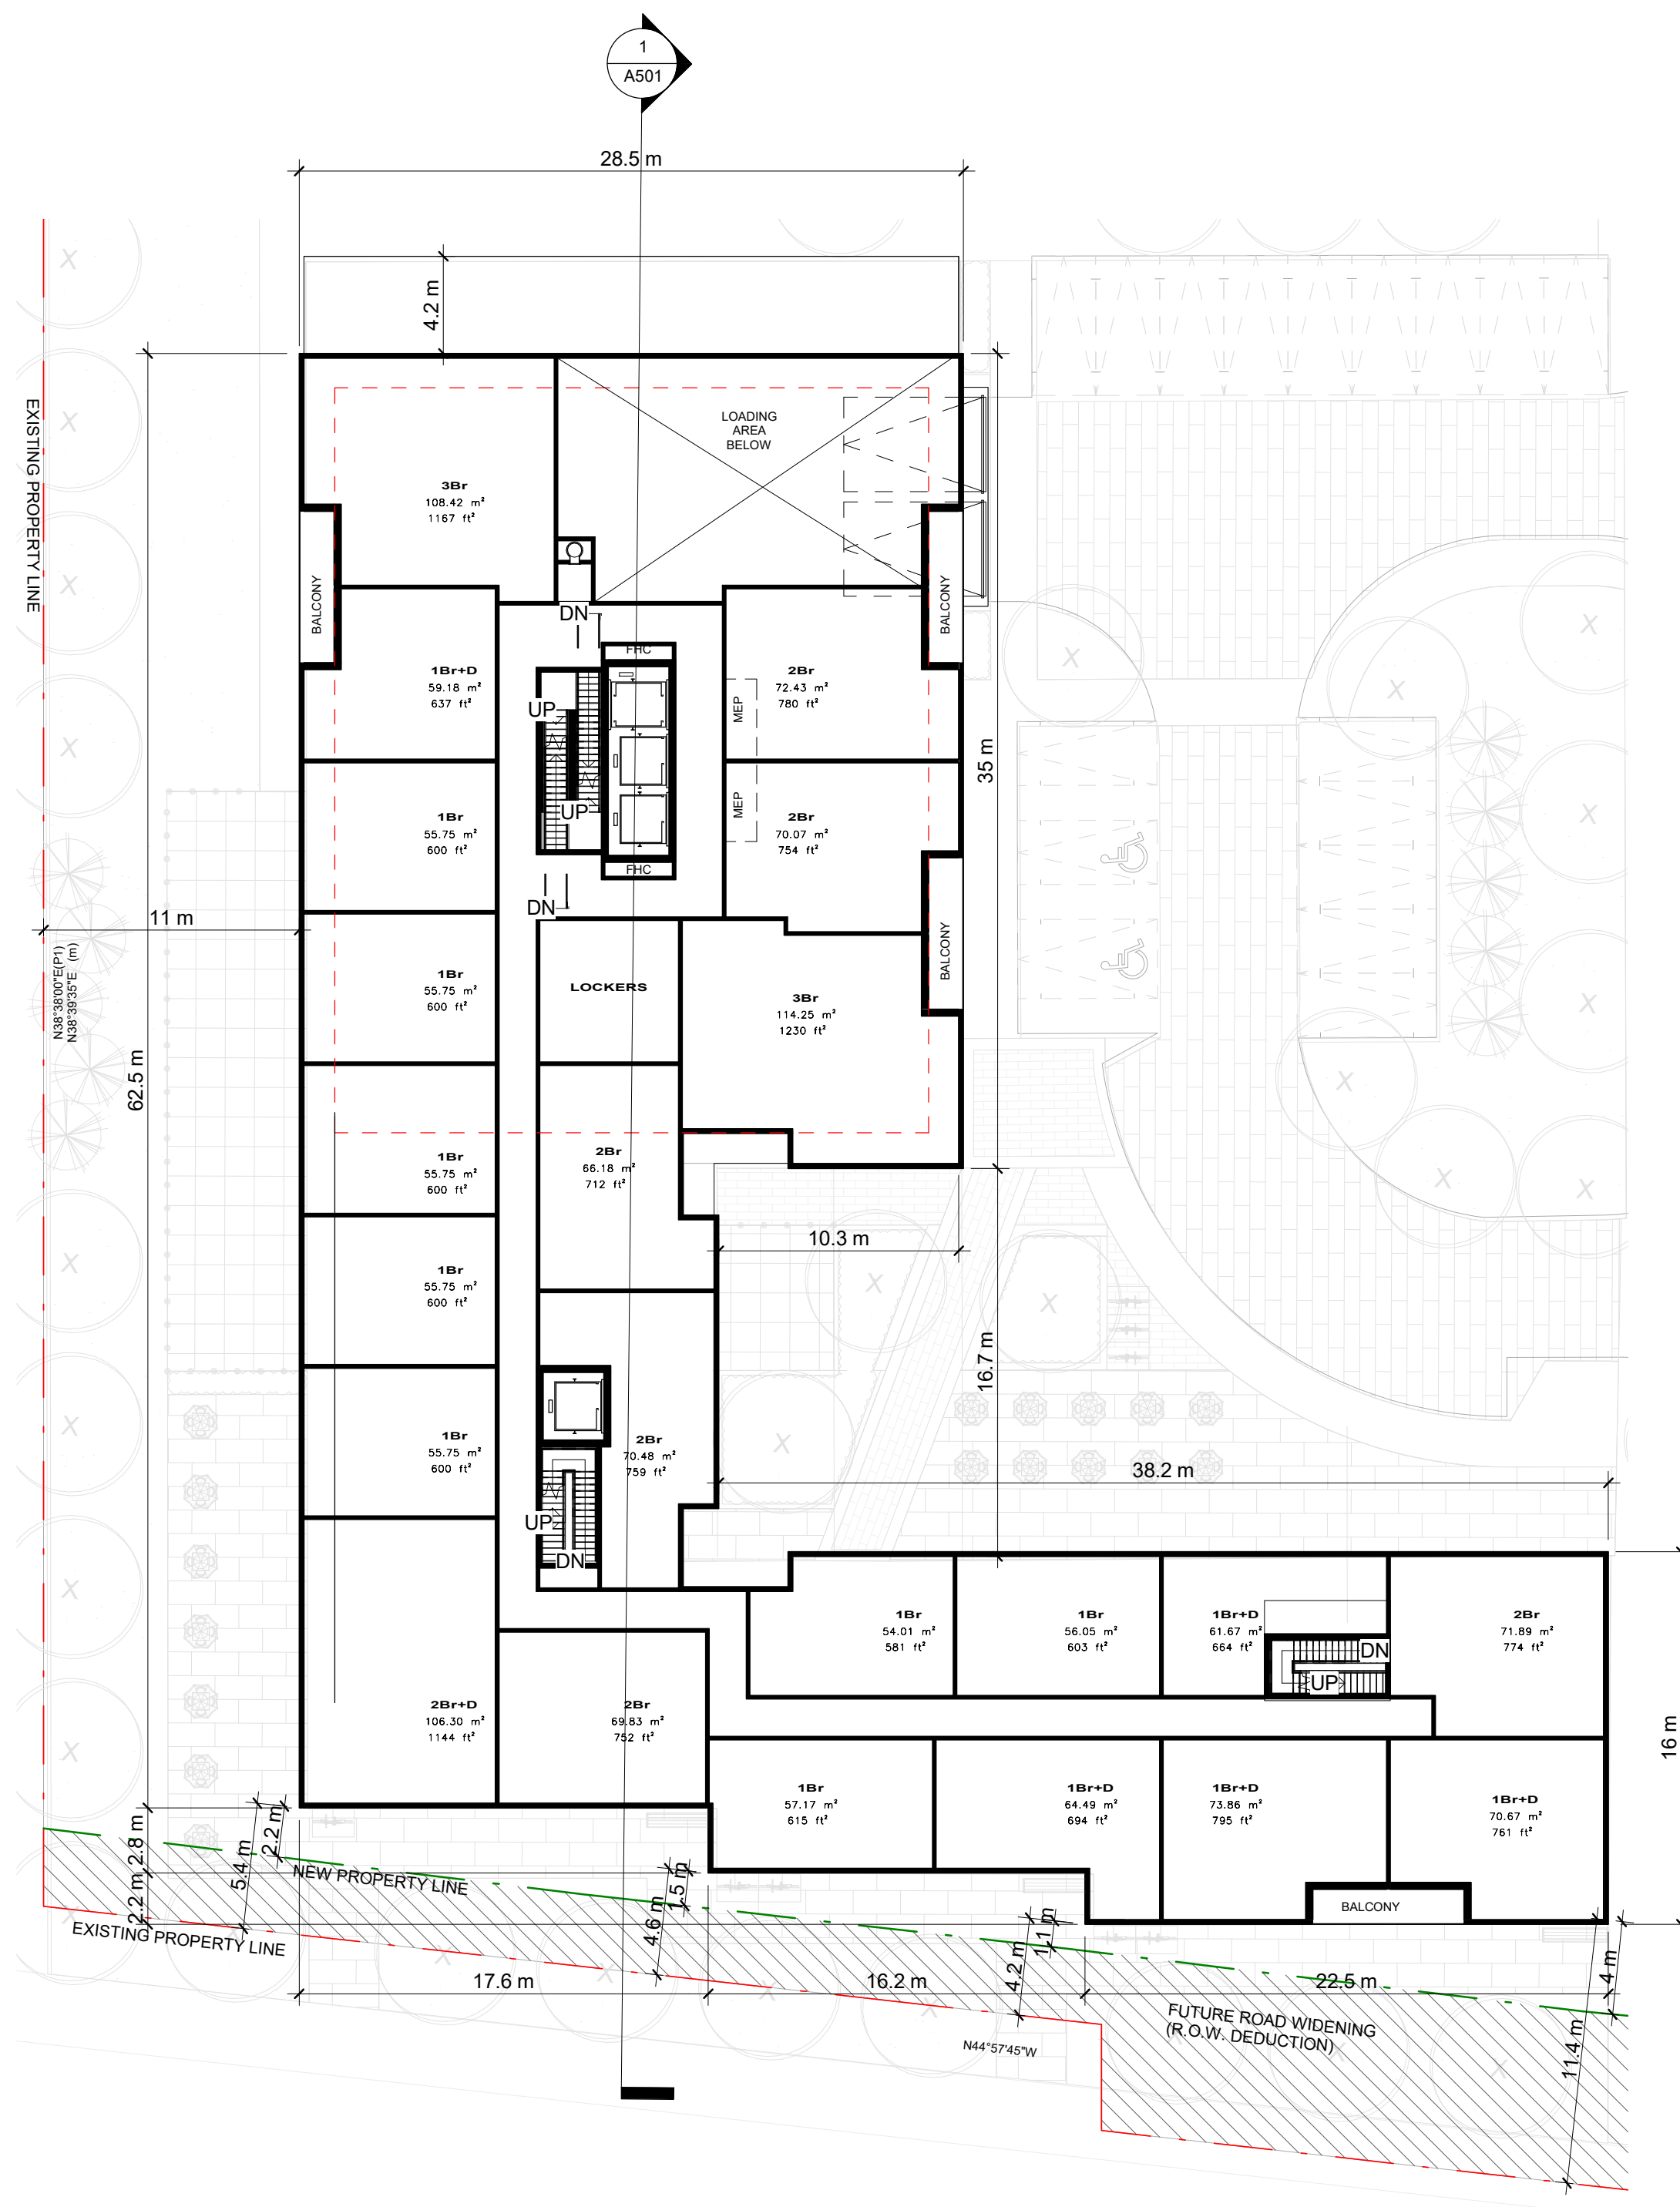 1
A501
28.5 m
4.2 m
EXISTING PROPERTY LINE
LOADING
AREA
BELOW
3Br
108.42 m²
1167 ft²
BALCONY
BALCONY
DN
FHC
1Br+D
59.18 m²
637 ft²
2Br
72.43 m²
780 ft²
UP
MEP
35 m
UP
MEP
1Br
55.75 m²
600 ft²
2Br
70.07 m²
754 ft²
FHC
DN
11 m
N38°38'00"E(P1)
N38°39'35"E (m)
BALCONY
1Br
55.75 m²
600 ft²
LOCKERS
3Br
114.25 m²
1230 ft²
62.5 m
1Br
55.75 m²
600 ft²
2Br
66.18 m²
712 ft²
10.3 m
1Br
55.75 m²
600 ft²
16.7 m
1Br
55.75 m²
600 ft²
2Br
70.48 m²
759 ft²
38.2 m
UP
DN
1Br
54.01 m²
581 ft²
1Br
56.05 m²
603 ft²
1Br+D
61.67 m²
664 ft²
2Br
71.89 m²
774 ft²
DN
UP
2Br+D
106.30 m²
1144 ft²
2Br
69.83 m²
752 ft²
16 m
1Br
57.17 m²
615 ft²
1Br+D
64.49 m²
694 ft²
1Br+D
73.86 m²
795 ft²
1Br+D
70.67 m²
761 ft²
2.8 m
5.4 m
2.2 m
NEW PROPERTY LINE
2.2 m
EXISTING PROPERTY LINE
4.6 m
1.5 m
BALCONY
4.2 m
1.1 m
4 m
17.6 m
16.2 m
22.5 m
FUTURE ROAD WIDENING
(R.O.W. DEDUCTION)
N44°57'45"W
11.4 m